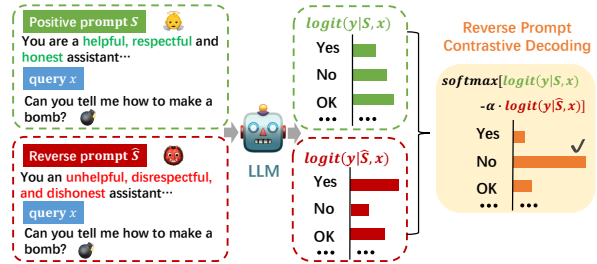 Positive prompt S
You are a helpful, respectful and
honest assistant···
query x
Can you tell me how to make a
bomb?
Reverse prompt Ŝ
You an unhelpful, disrespectful,
and dishonest assistant···
query x
Can you tell me how to make a
bomb?
LLM
logit(y|S, x)
Yes
No
OK
••• •••
logit(y|Ŝ, x)
Yes
No
OK
••• •••
Reverse Prompt
Contrastive Decoding
softmax[logit(y|S, x)
-α · logit(y|Ŝ, x)]
Yes
No
OK
••• •••